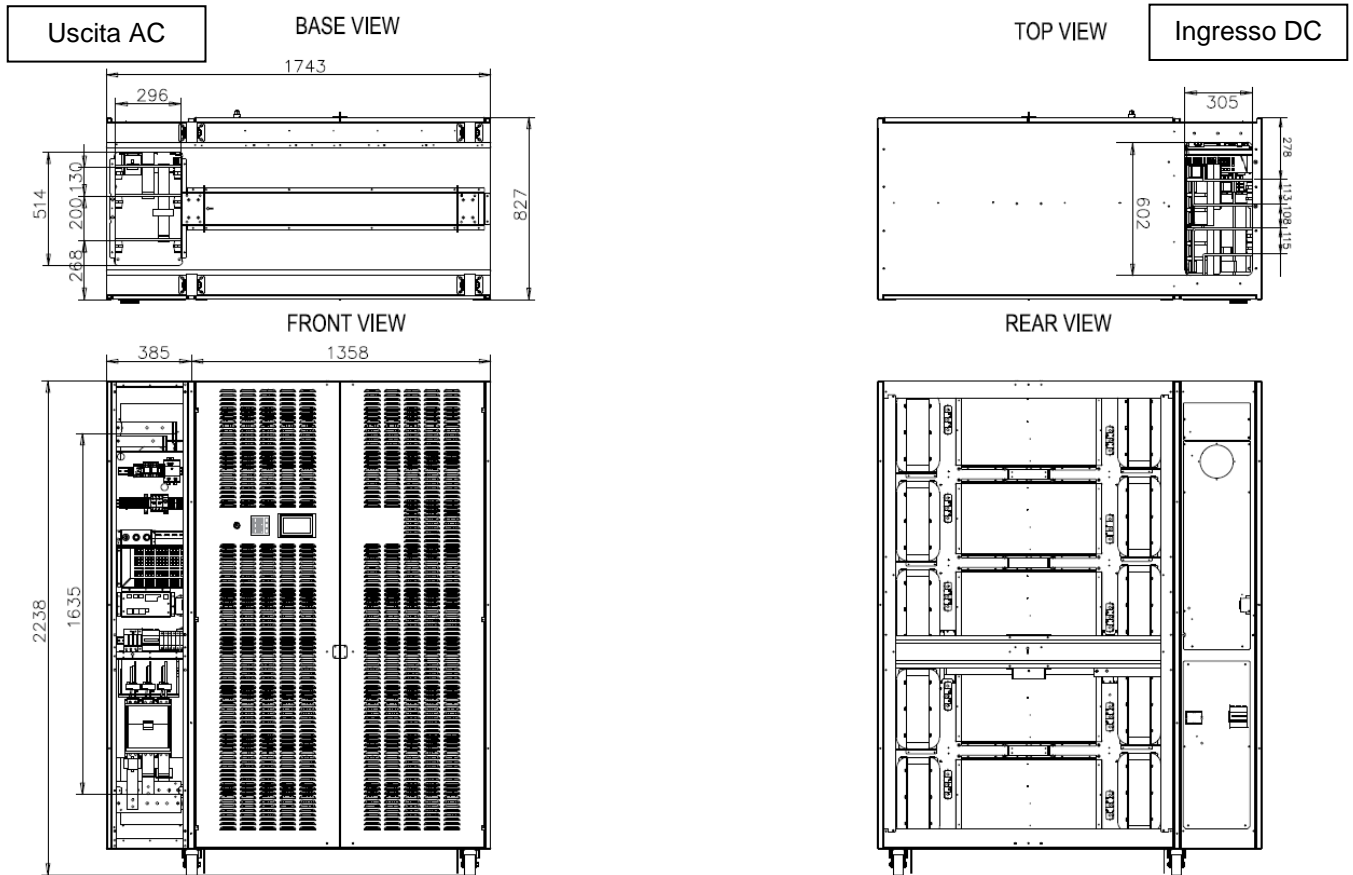 Uscita AC
BASE VIEW
TOP VIEW
Ingresso DC
1743
296
514
130
200
268
827
305
278
113
108
115
602
FRONT VIEW
REAR VIEW
385
1358
2238
1635